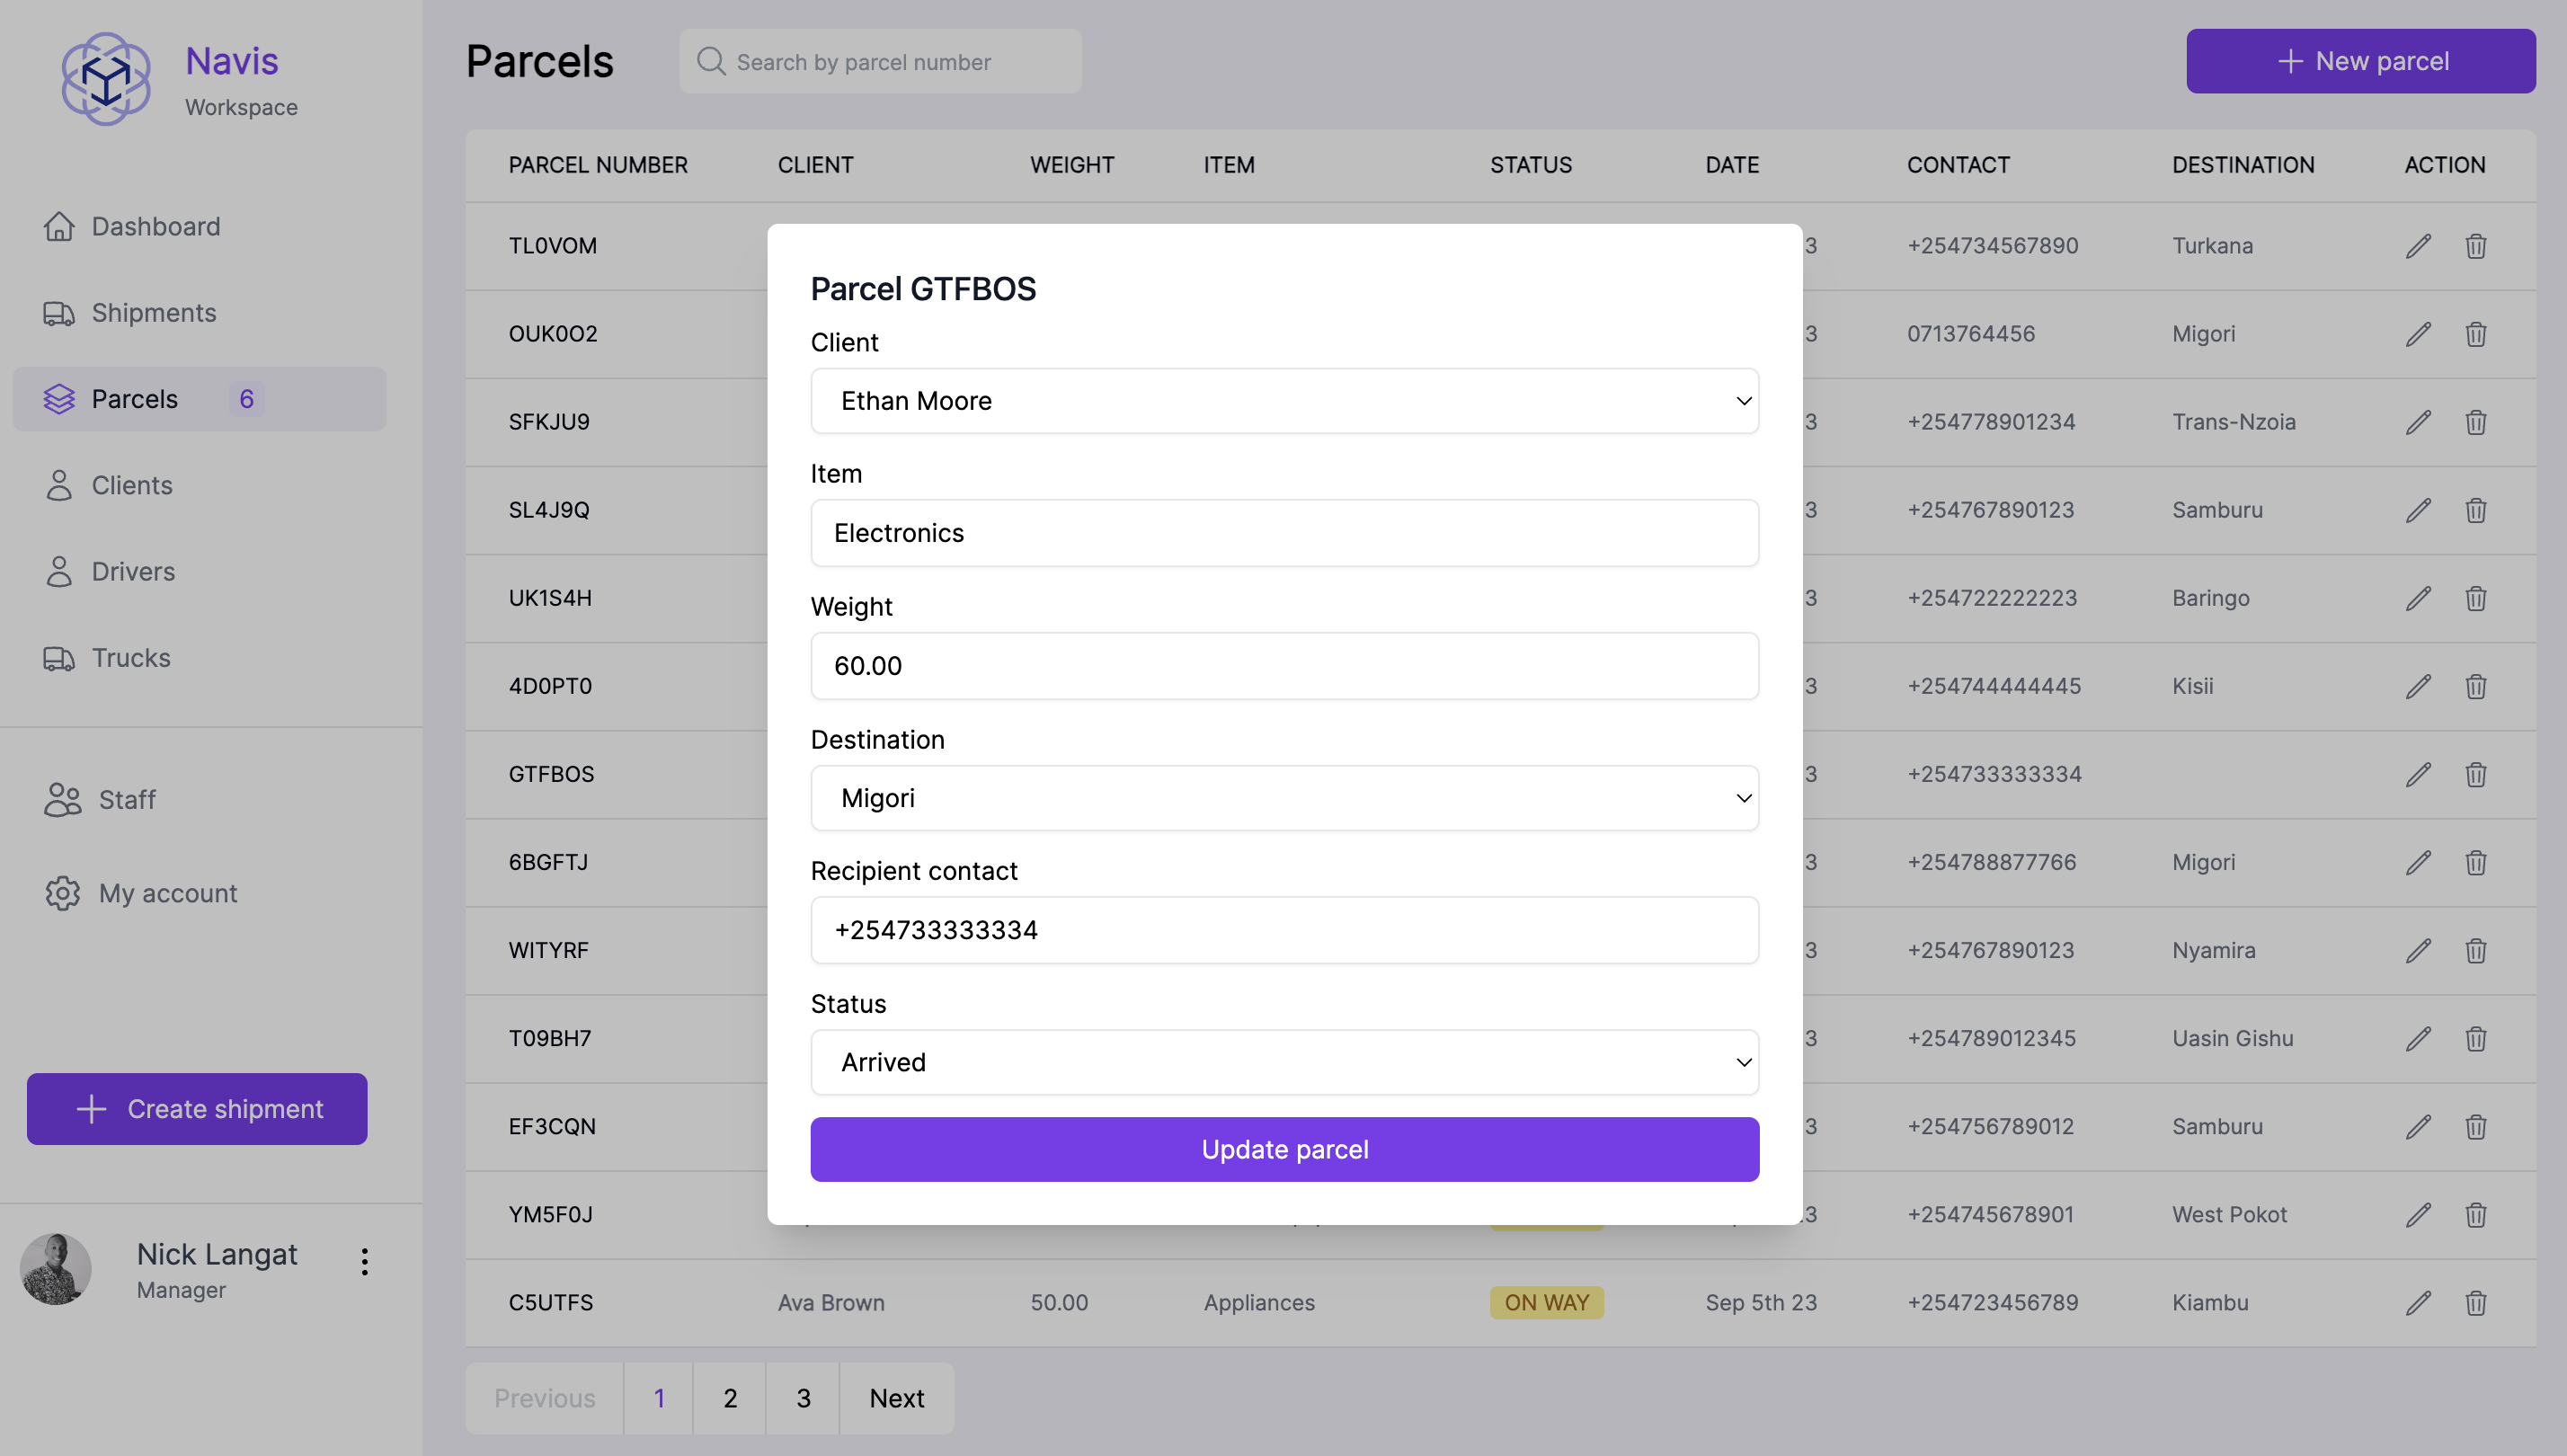 Navis
Workspace
Dashboard
Shipments
Parcels 6
Clients
Drivers
Trucks
Staff
My account
Create shipment
Nick Langat
Manager
Parcels
Search by parcel number
New parcel
PARCEL NUMBER CLIENT WEIGHT ITEM STATUS DATE CONTACT DESTINATION ACTION
TL0VOM 3 +254734567890 Turkana
OUK0O2 3 0713764456 Migori
SFKJU9 3 +254778901234 Trans-Nzoia
SL4J9Q 3 +254767890123 Samburu
UK1S4H 3 +254722222223 Baringo
4D0PT0 3 +254744444445 Kisii
GTFBOS 3 +254733333334
6BGFTJ 3 +254788877766 Migori
WITYRF 3 +254767890123 Nyamira
T09BH7 3 +254789012345 Uasin Gishu
EF3CQN 3 +254756789012 Samburu
YM5F0J 3 +254745678901 West Pokot
C5UTFS Ava Brown 50.00 Appliances ON WAY Sep 5th 23 +254723456789 Kiambu
Previous 1 2 3 Next
Parcel GTFBOS
Client
Ethan Moore
Item
Electronics
Weight
60.00
Destination
Migori
Recipient contact
+254733333334
Status
Arrived
Update parcel